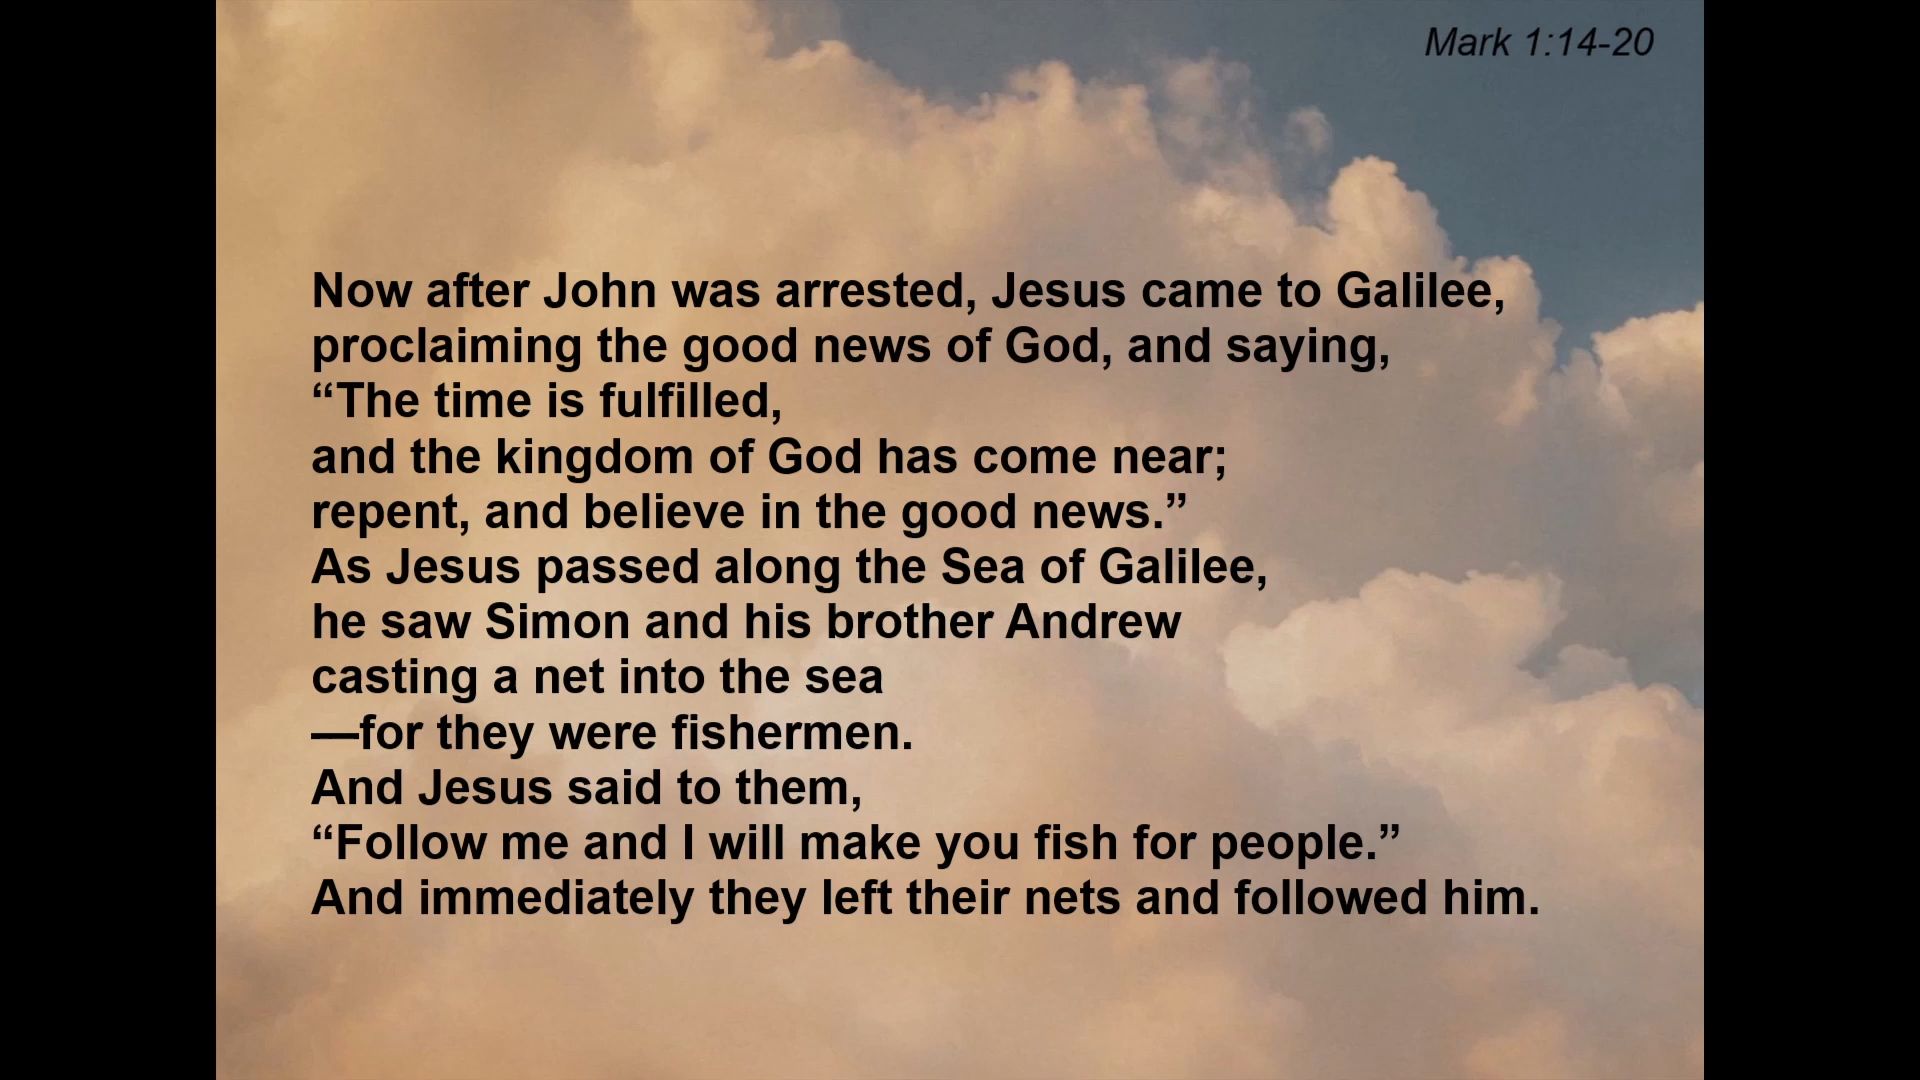 Mark 1:14-20
Now after John was arrested, Jesus came to Galilee,
proclaiming the good news of God, and saying,
“The time is fulfilled,
and the kingdom of God has come near;
repent, and believe in the good news.”
As Jesus passed along the Sea of Galilee,
he saw Simon and his brother Andrew
casting a net into the sea
—for they were fishermen.
And Jesus said to them,
“Follow me and I will make you fish for people.”
And immediately they left their nets and followed him.